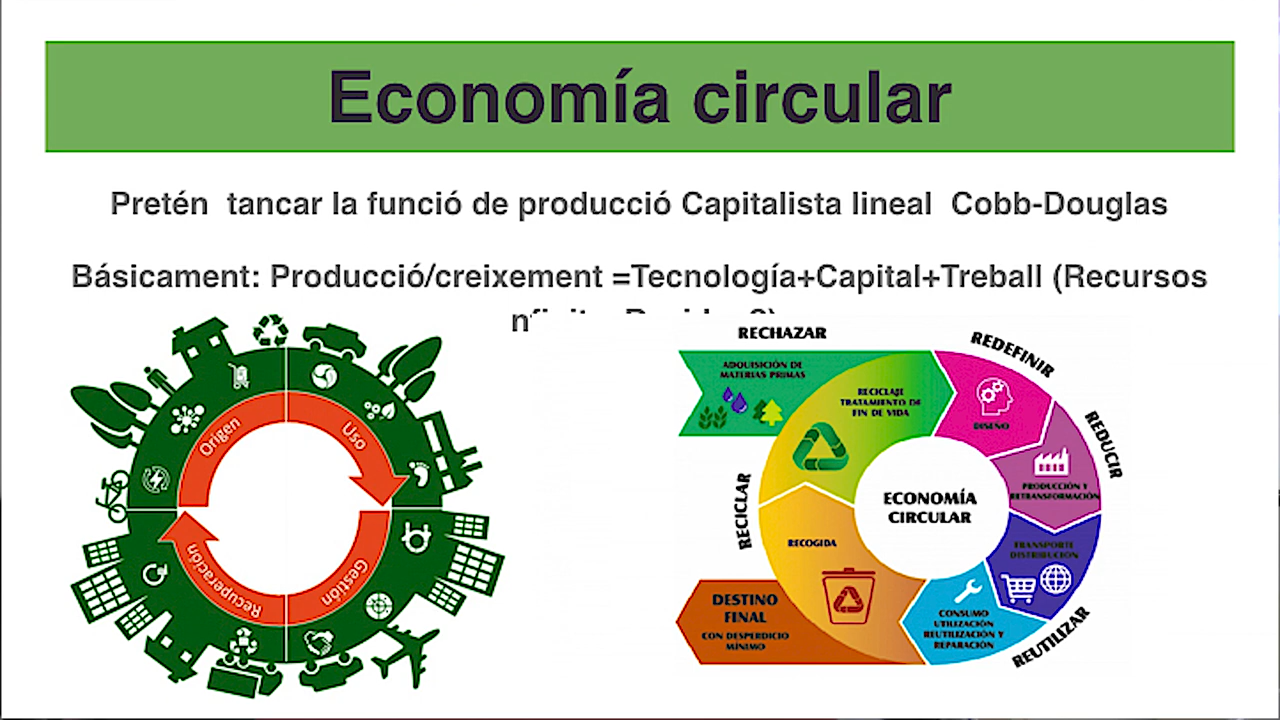 Economía circular
Pretén tancar la funció de producció Capitalista lineal Cobb-Douglas
Básicament: Producció/creixement =Tecnología+Capital+Treball (Recursos
Origen
Uso
Gestión
Recuperación
RECHAZAR
REDEFINIR
REDUCIR
REUTILIZAR
RECICLAR
ADQUISICIÓN DE
MATERIAS PRIMAS
RECICLAJE
TRATAMIENTO DE
FIN DE VIDA
DISEÑO
PRODUCCIÓN Y
RETRANSFORMACIÓN
TRANSPORTE
DISTRIBUCIÓN
CONSUMO
UTILIZACIÓN
REUTILIZACIÓN Y
REPARACIÓN
RECOGIDA
DESTINO
FINAL
CON DESPERDICIO
MÍNIMO
ECONOMÍA
CIRCULAR